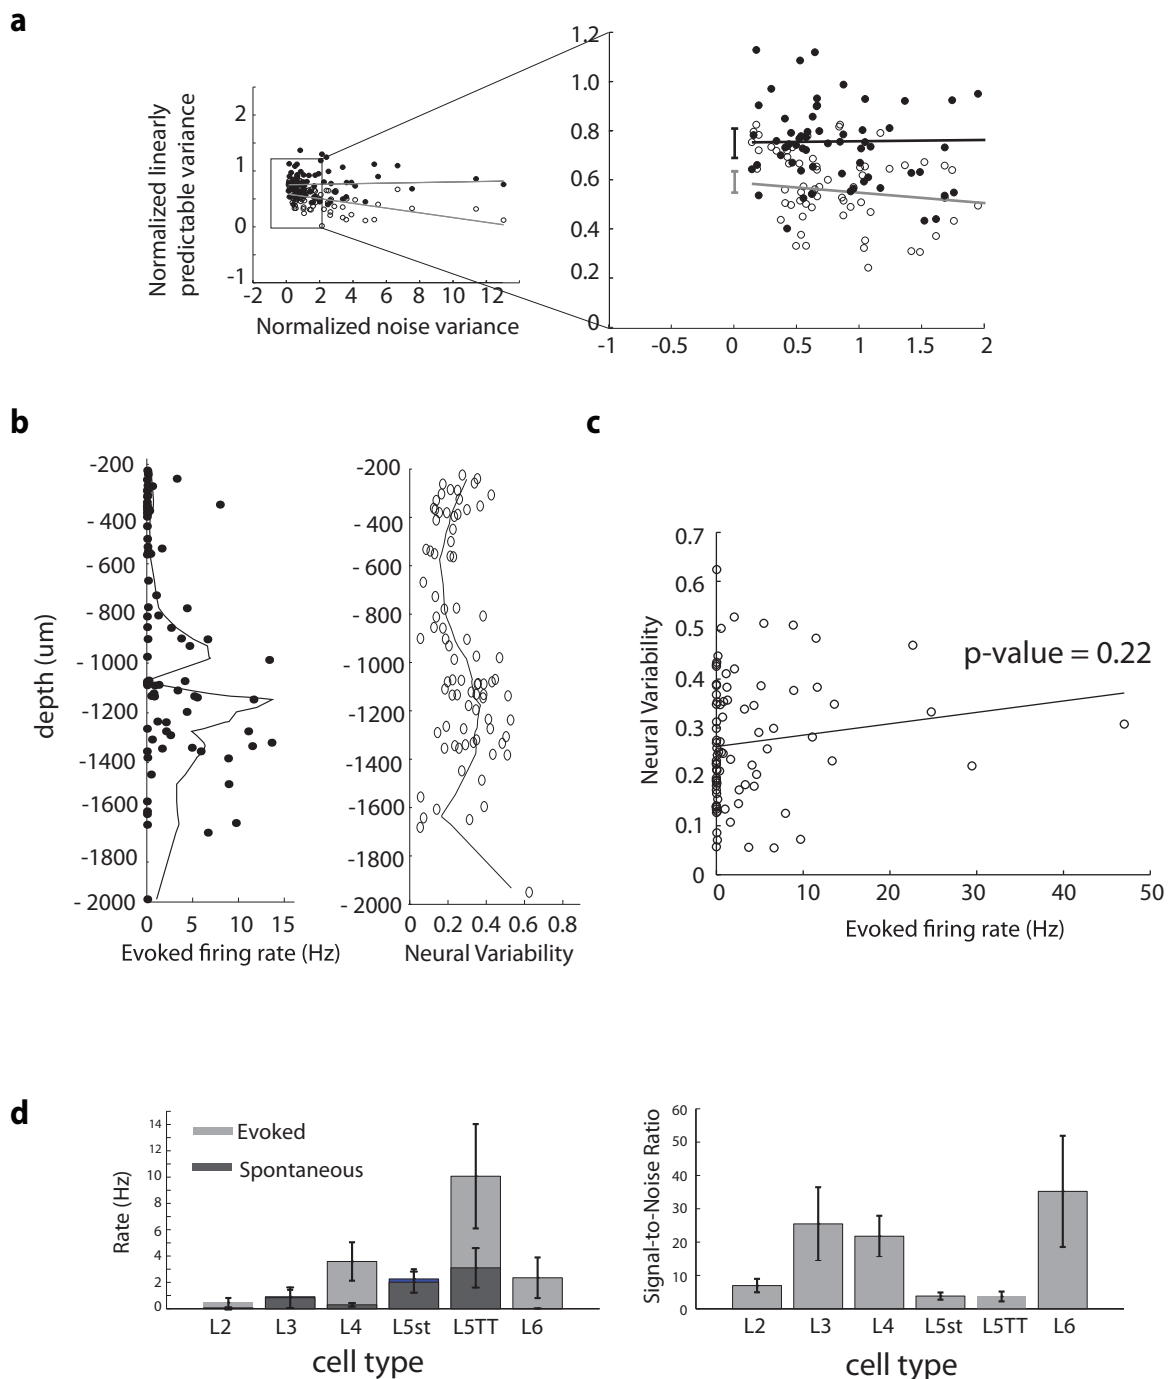 a
Normalized linearly
predictable variance
2
1
0
-1
-2 0 2 4 6 8 10 12
Normalized noise variance
1.2
1.0
0.8
0.6
0.4
0.2
0
-1 -0.5 0 0.5 1 1.5 2
b
depth (um)
-200
- 400
- 600
- 800
- 1000
-1200
-1400
-1600
-1800
- 2000
0 5 10 15
Evoked firing rate (Hz)
-200
- 400
- 600
- 800
- 1000
-1200
-1400
-1600
-1800
- 2000
0 0.2 0.4 0.6 0.8
Neural Variability
c
Neural Variability
0.7
0.6
0.5
0.4
0.3
0.2
0.1
0
p-value = 0.22
0 10 20 30 40 50
Evoked firing rate (Hz)
d
Rate (Hz)
14
12
10
8
6
4
2
0
Evoked
Spontaneous
L2 L3 L4 L5st L5TT L6
cell type
Signal-to-Noise Ratio
60
50
40
30
20
10
0
L2 L3 L4 L5st L5TT L6
cell type